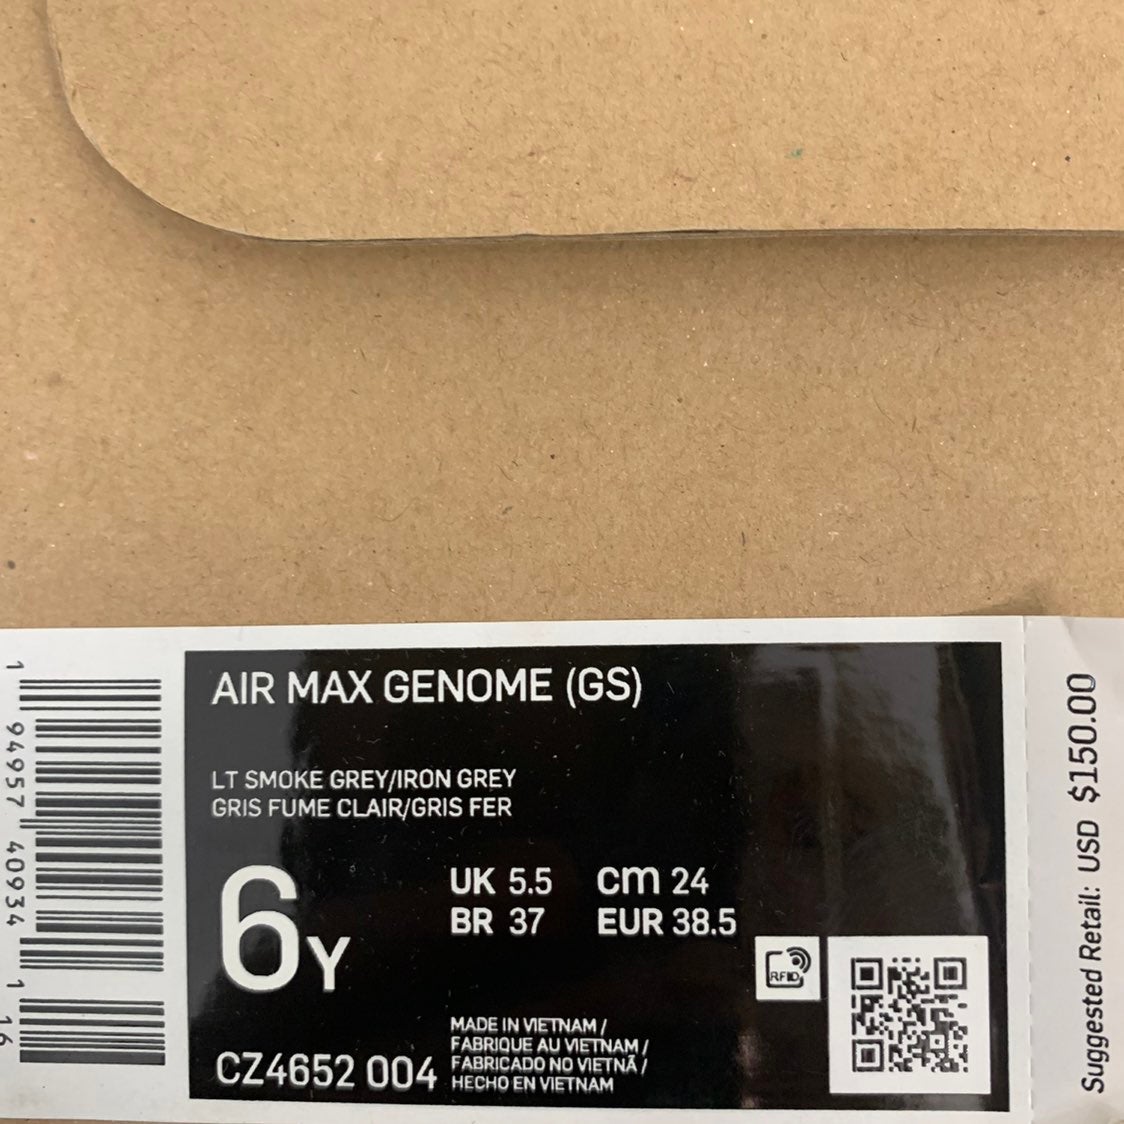 AIR MAX GENOME (GS)
LT SMOKE GREY/IRON GREY
GRIS FUME CLAIR/GRIS FER
6Y
UK 5.5 cm 24
BR 37 EUR 38.5
RFID
CZ4652 004
MADE IN VIETNAM /
FABRIQUE AU VIETNAM /
FABRICADO NO VIETNÃ /
HECHO EN VIETNAM
1 94957 40934 1 16
Suggested Retail: USD $150.00